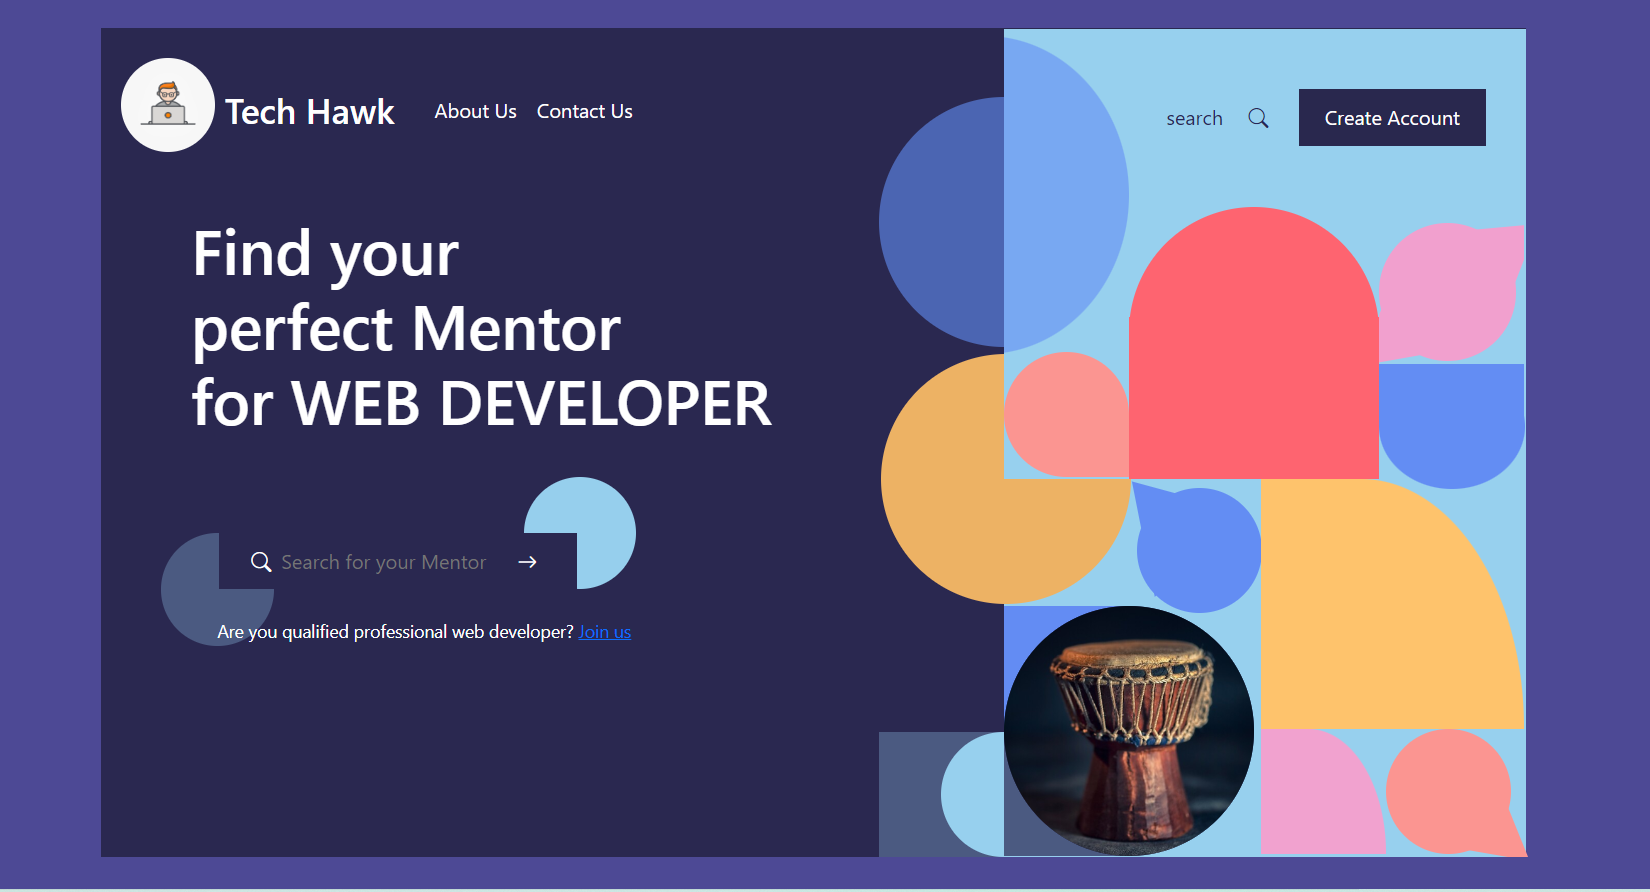 Tech Hawk
About Us
Contact Us
search
Create Account
Find your
perfect Mentor
for WEB DEVELOPER
Search for your Mentor
Are you qualified professional web developer? Join us